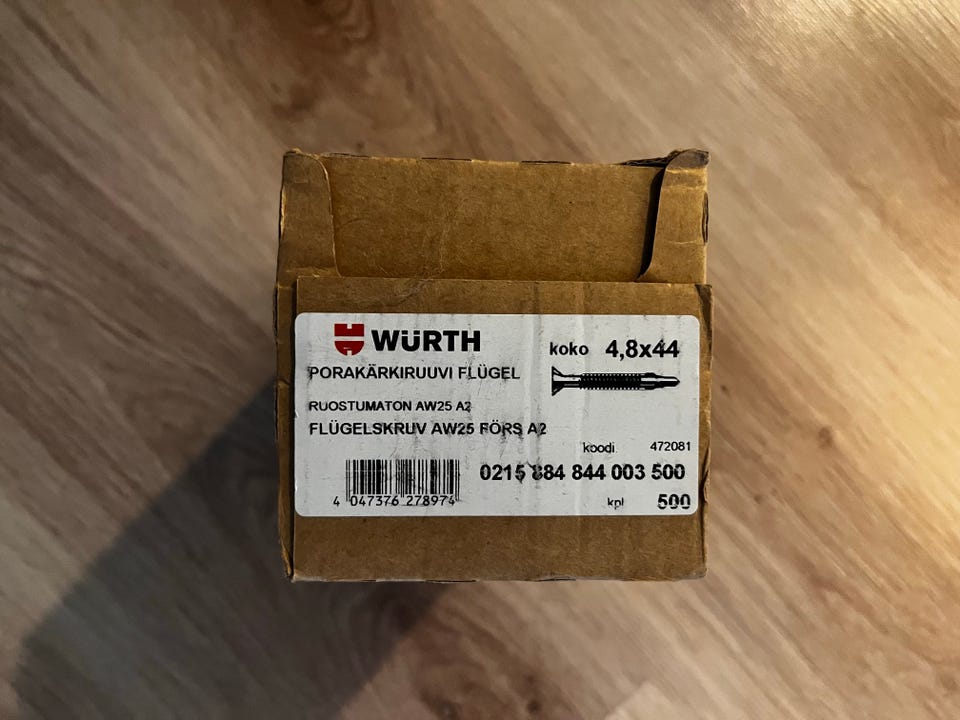 WÜRTH
koko 4,8x44
PORAKÄRKIRUUVI FLÜGEL
RUOSTUMATON AW25 A2
FLÜGELSKRUV AW25 FÖRS A2
koodi. 472081
0215 884 844 003 500
4 047376 278974
kpl 500